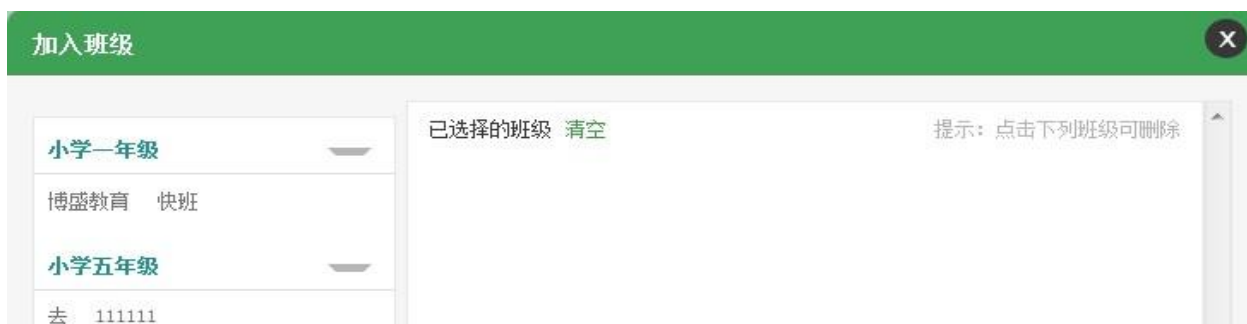 加入班级
X
已选择的班级 清空 提示：点击下列班级可删除
小学一年级
博盛教育 快班
小学五年级
去 111111